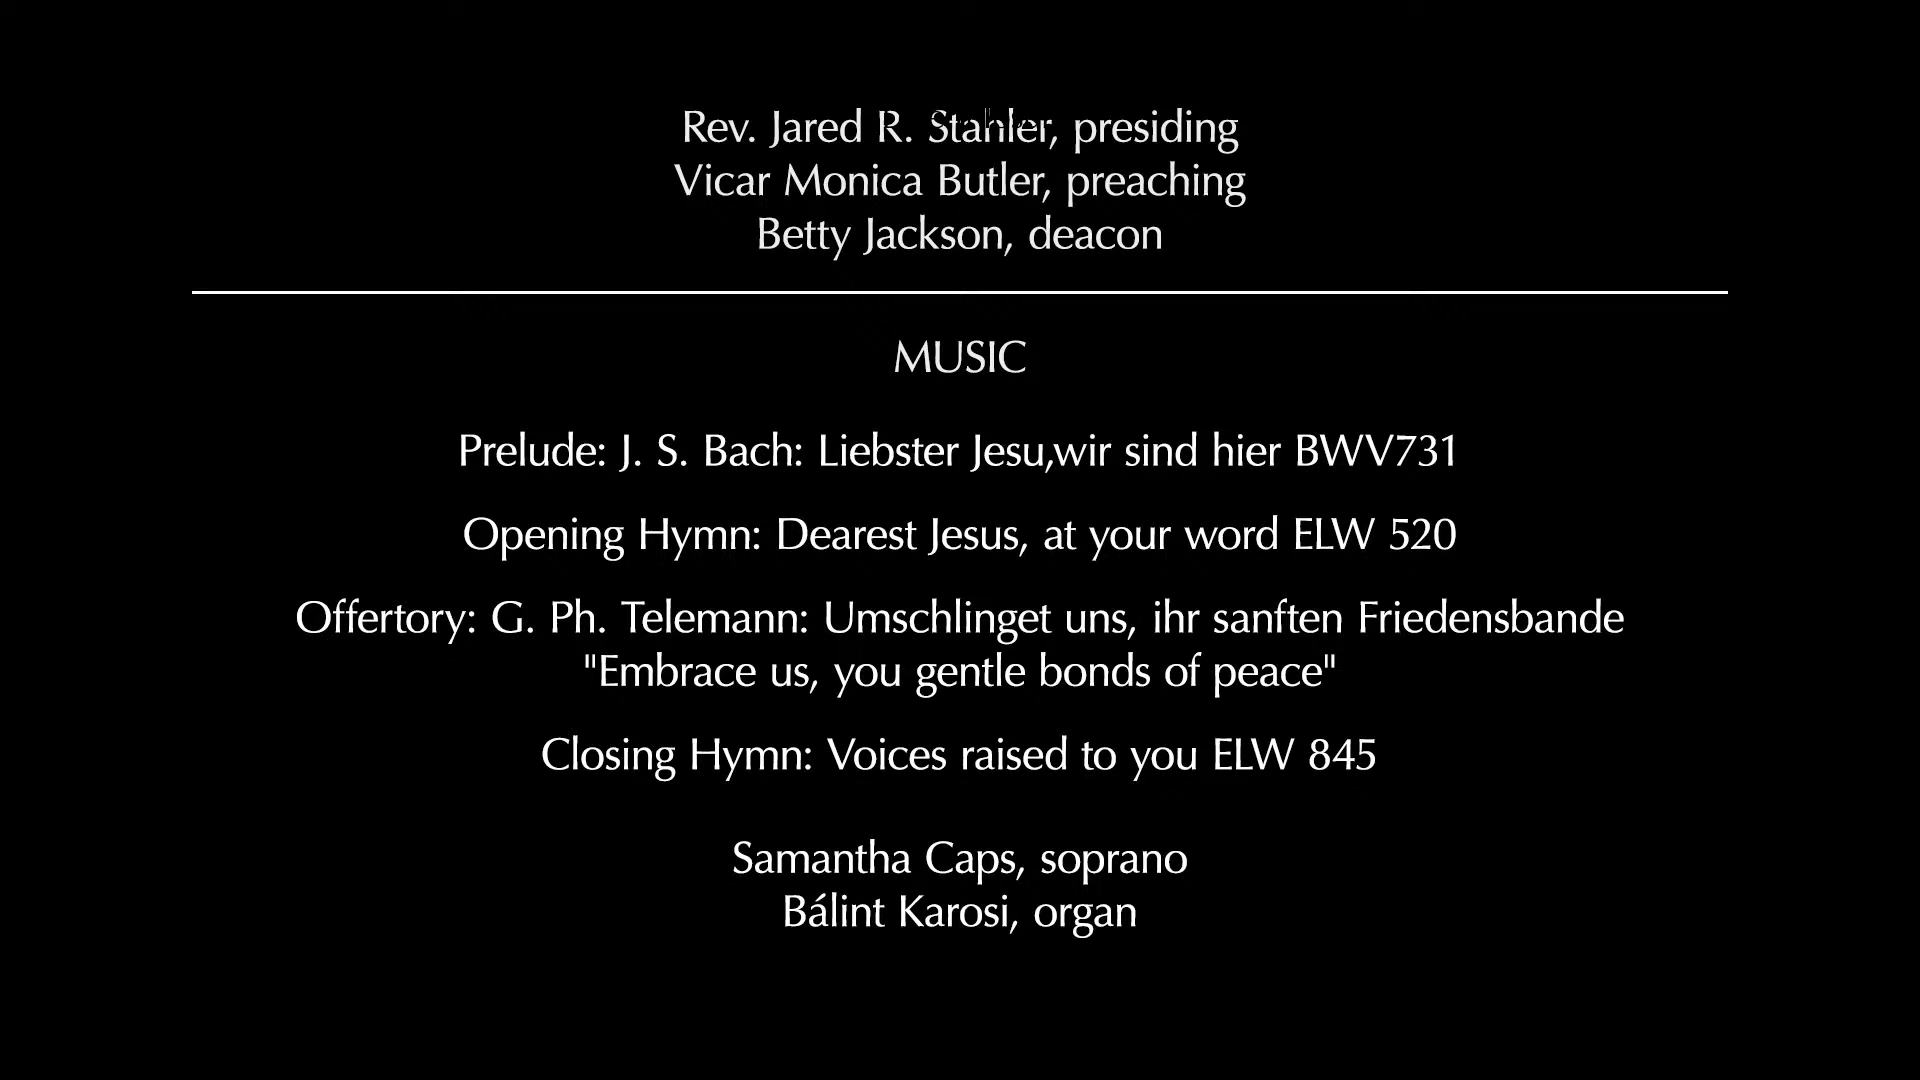 Rev. Jared R. Stahler, presiding
Vicar Monica Butler, preaching
Betty Jackson, deacon
MUSIC
Prelude: J. S. Bach: Liebster Jesu,wir sind hier BWV731
Opening Hymn: Dearest Jesus, at your word ELW 520
Offertory: G. Ph. Telemann: Umschlinget uns, ihr sanften Friedensbande
"Embrace us, you gentle bonds of peace"
Closing Hymn: Voices raised to you ELW 845
Samantha Caps, soprano
Bálint Karosi, organ